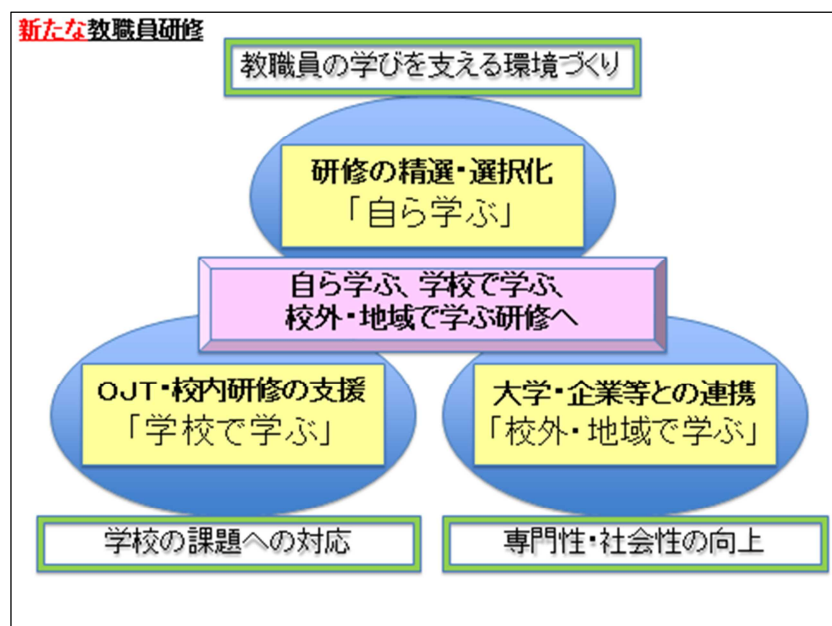 新たな教職員研修
教職員の学びを支える環境づくり
研修の精選・選択化
「自ら学ぶ」
自ら学ぶ、学校で学ぶ、
校外・地域で学ぶ研修へ
OJT・校内研修の支援
「学校で学ぶ」
大学・企業等との連携
「校外・地域で学ぶ」
学校の課題への対応
専門性・社会性の向上